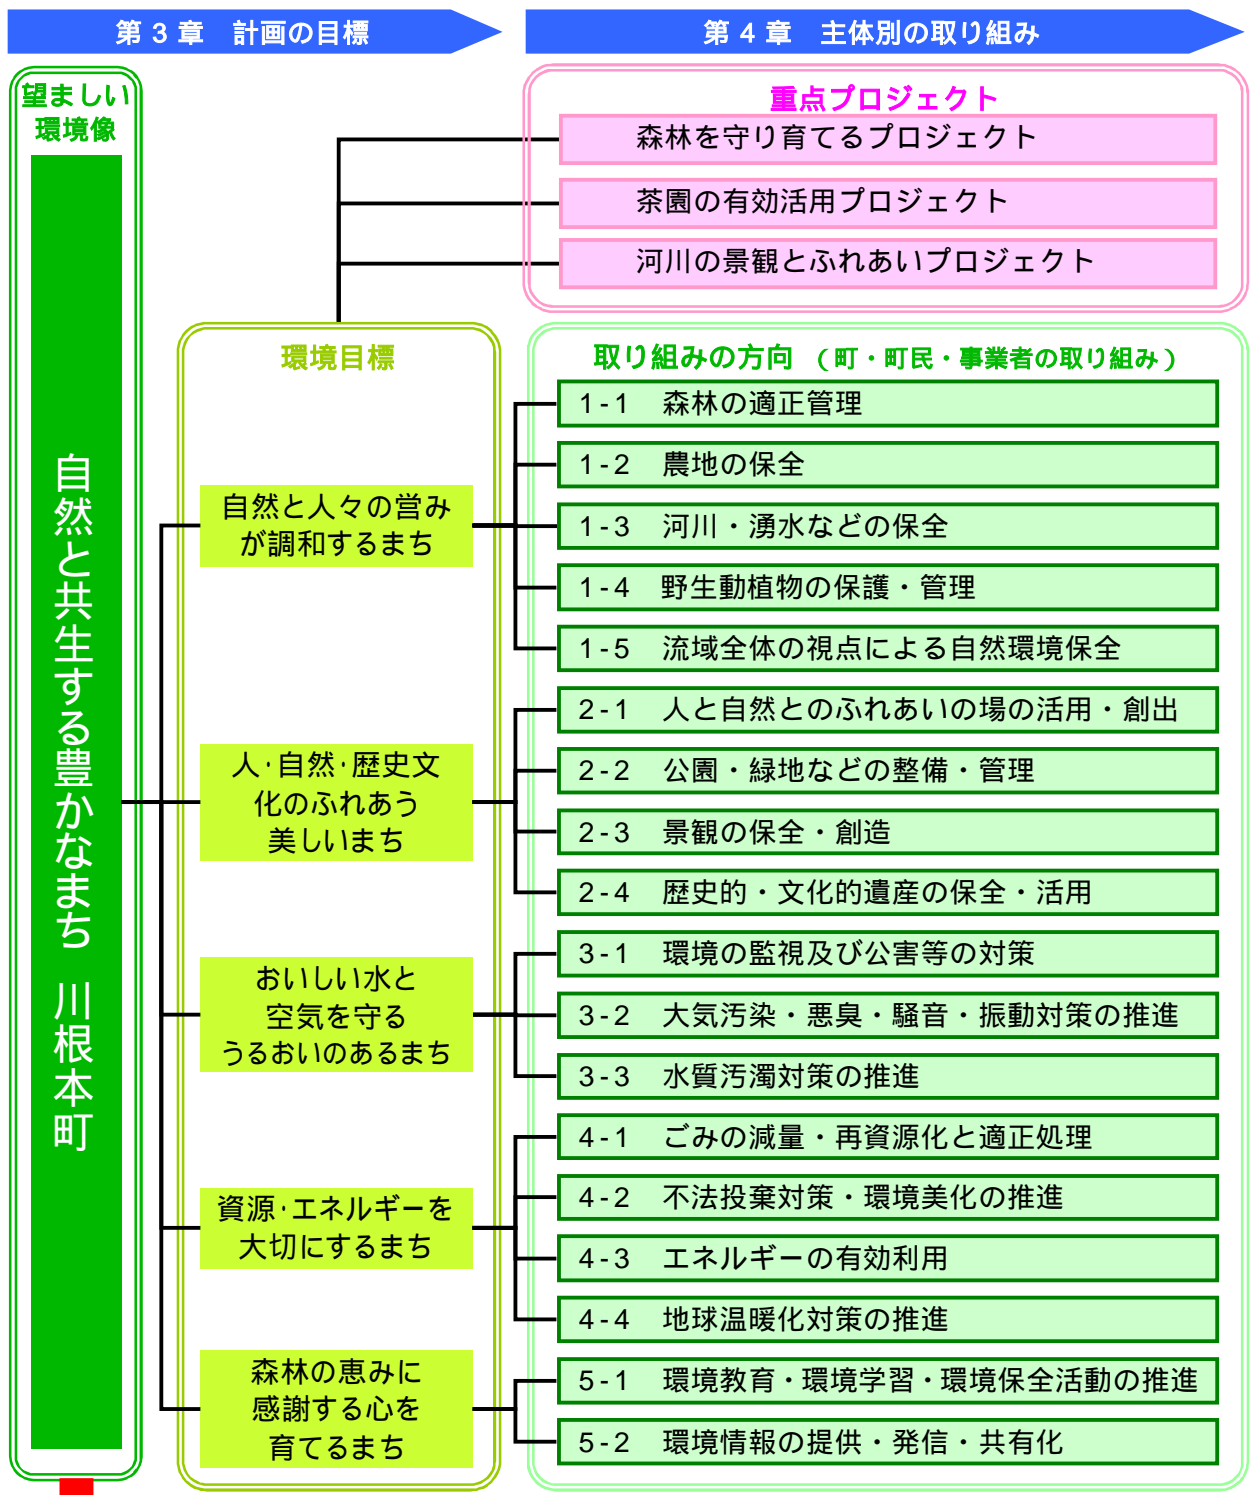 第３章　計画の目標
第４章　主体別の取り組み
望ましい
環境像
自然と共生する豊かなまち　川根本町
重点プロジェクト
森林を守り育てるプロジェクト
茶園の有効活用プロジェクト
河川の景観とふれあいプロジェクト
環境目標
自然と人々の営み
が調和するまち
人・自然・歴史文
化のふれあう
美しいまち
おいしい水と
空気を守る
うるおいのあるまち
資源・エネルギーを
大切にするまち
森林の恵みに
感謝する心を
育てるまち
取り組みの方向　（町・町民・事業者の取り組み）
1-1　森林の適正管理
1-2　農地の保全
1-3　河川・湧水などの保全
1-4　野生動植物の保護・管理
1-5　流域全体の視点による自然環境保全
2-1　人と自然とのふれあいの場の活用・創出
2-2　公園・緑地などの整備・管理
2-3　景観の保全・創造
2-4　歴史的・文化的遺産の保全・活用
3-1　環境の監視及び公害等の対策
3-2　大気汚染・悪臭・騒音・振動対策の推進
3-3　水質汚濁対策の推進
4-1　ごみの減量・再資源化と適正処理
4-2　不法投棄対策・環境美化の推進
4-3　エネルギーの有効利用
4-4　地球温暖化対策の推進
5-1　環境教育・環境学習・環境保全活動の推進
5-2　環境情報の提供・発信・共有化